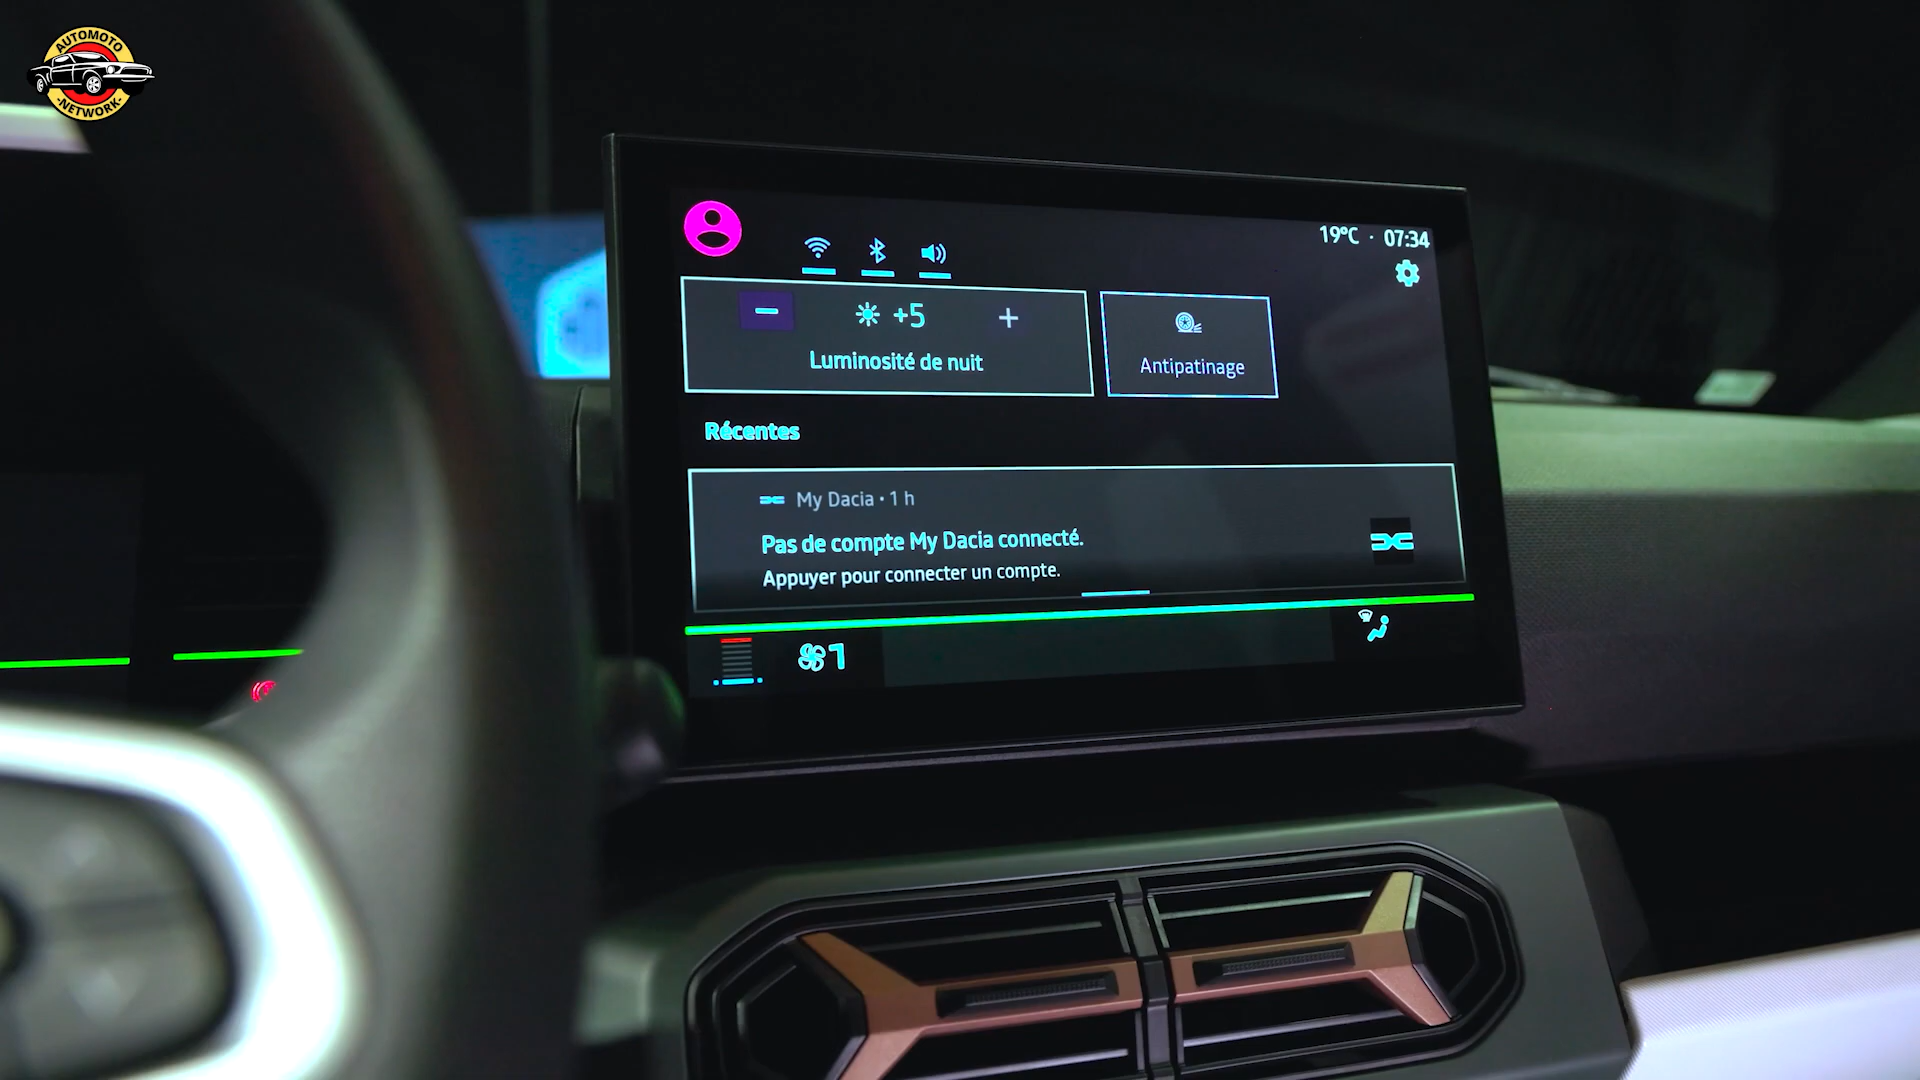 AUTOMOTO
-NETWORK-
19°C · 07:34
+5
Luminosité de nuit
Antipatinage
Récentes
My Dacia • 1 h
Pas de compte My Dacia connecté.
Appuyer pour connecter un compte.
7